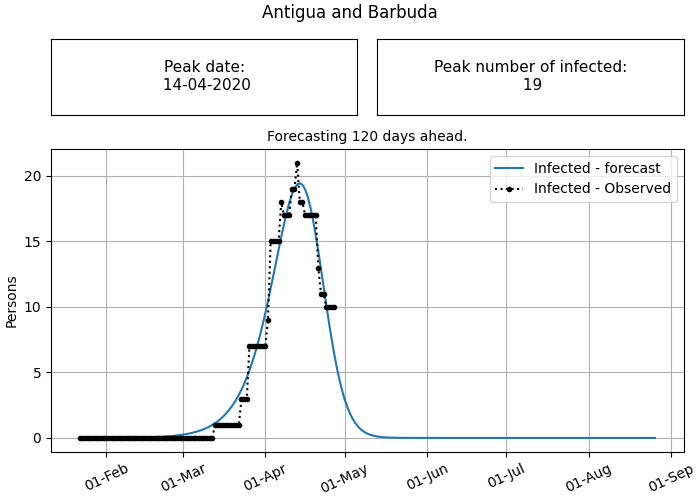 Antigua and Barbuda
Peak date:
14-04-2020
Peak number of infected:
19
Forecasting 120 days ahead.
Infected - forecast
Infected - Observed
Persons
20
15
10
5
0
01-Feb
01-Mar
01-Apr
01-May
01-Jun
01-Jul
01-Aug
01-Sep